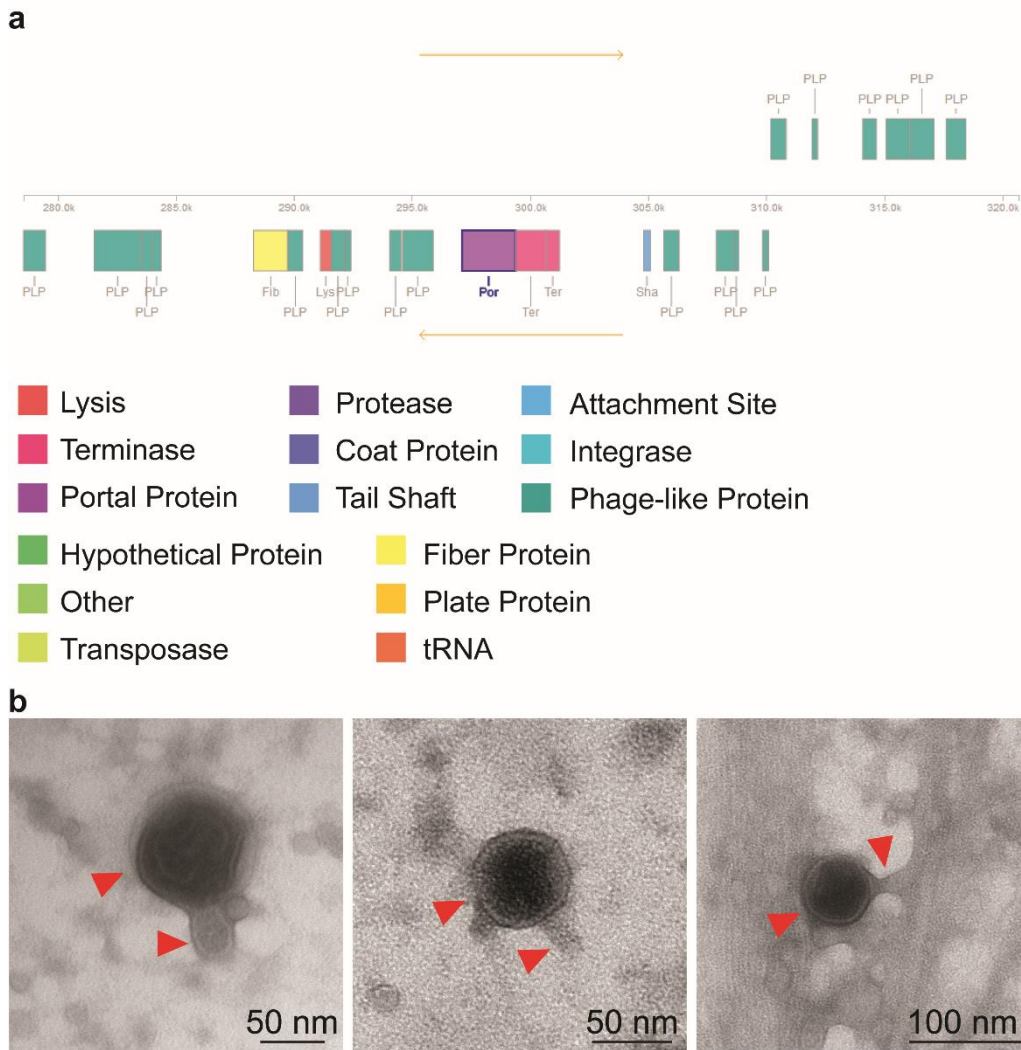 a
PLP
PLP PLP PLP PLP PLP
280.0k 285.0k 290.0k 295.0k 300.0k 305.0k 310.0k 315.0k 320.0k
PLP PLP PLP Fib Lys PLP PLP Por Ter Sha PLP PLP
PLP PLP PLP PLP Ter PLP PLP
Lysis Protease Attachment Site
Terminase Coat Protein Integrase
Portal Protein Tail Shaft Phage-like Protein
Hypothetical Protein Fiber Protein
Other Plate Protein
Transposase tRNA
b
50 nm 50 nm 100 nm